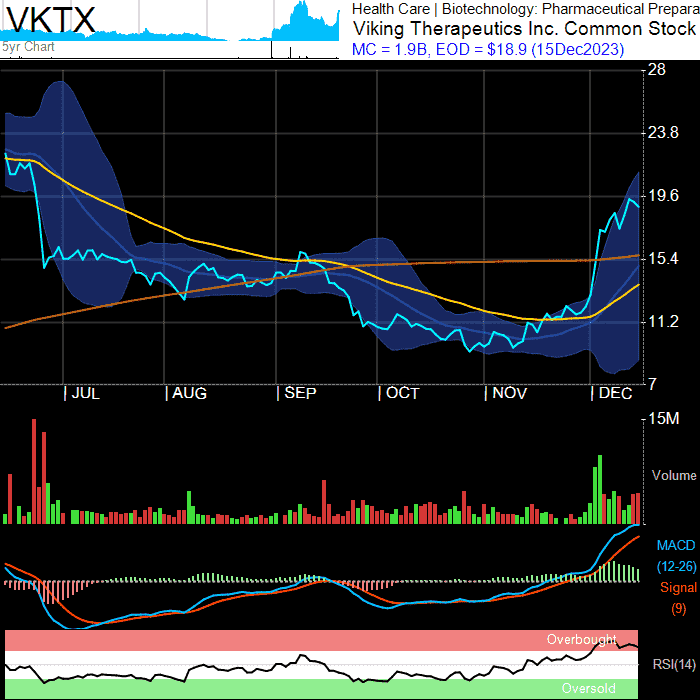 VKTX
5yr Chart
Health Care | Biotechnology: Pharmaceutical Prepara
Viking Therapeutics Inc. Common Stock
MC = 1.9B, EOD = $18.9 (15Dec2023)
28
23.8
19.6
15.4
11.2
7
| JUL | AUG | SEP | OCT | NOV | DEC
15M
Volume
MACD
(12-26)
Signal
(9)
Overbought
RSI(14)
Oversold